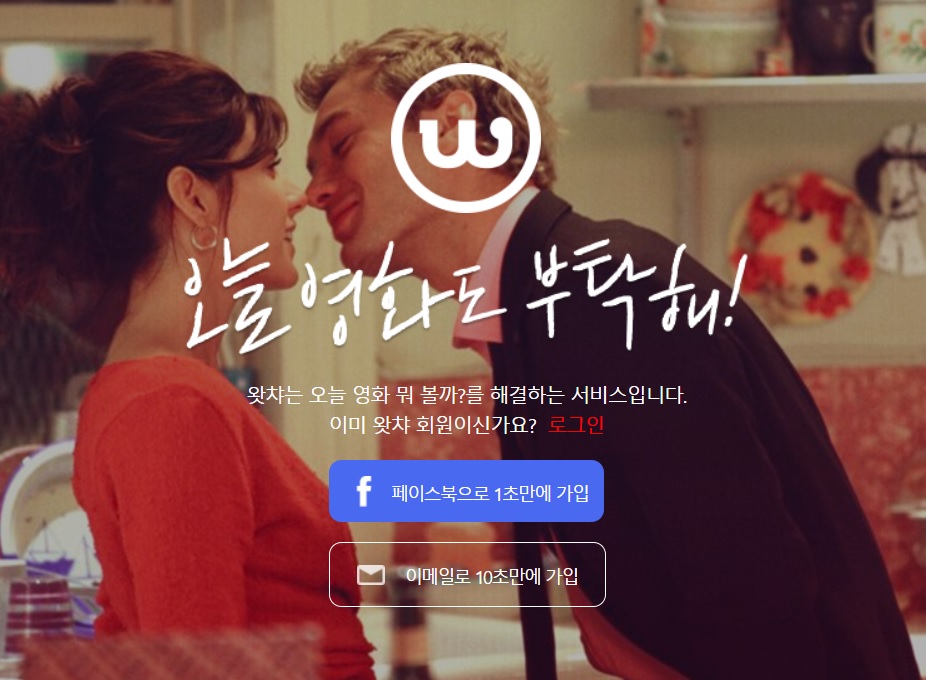 w
오늘 영화도 부탁해!
왓챠는 오늘 영화 뭐 볼까?를 해결하는 서비스입니다.
이미 왓챠 회원이신가요? 로그인
f 페이스북으로 1초만에 가입
이메일로 10초만에 가입